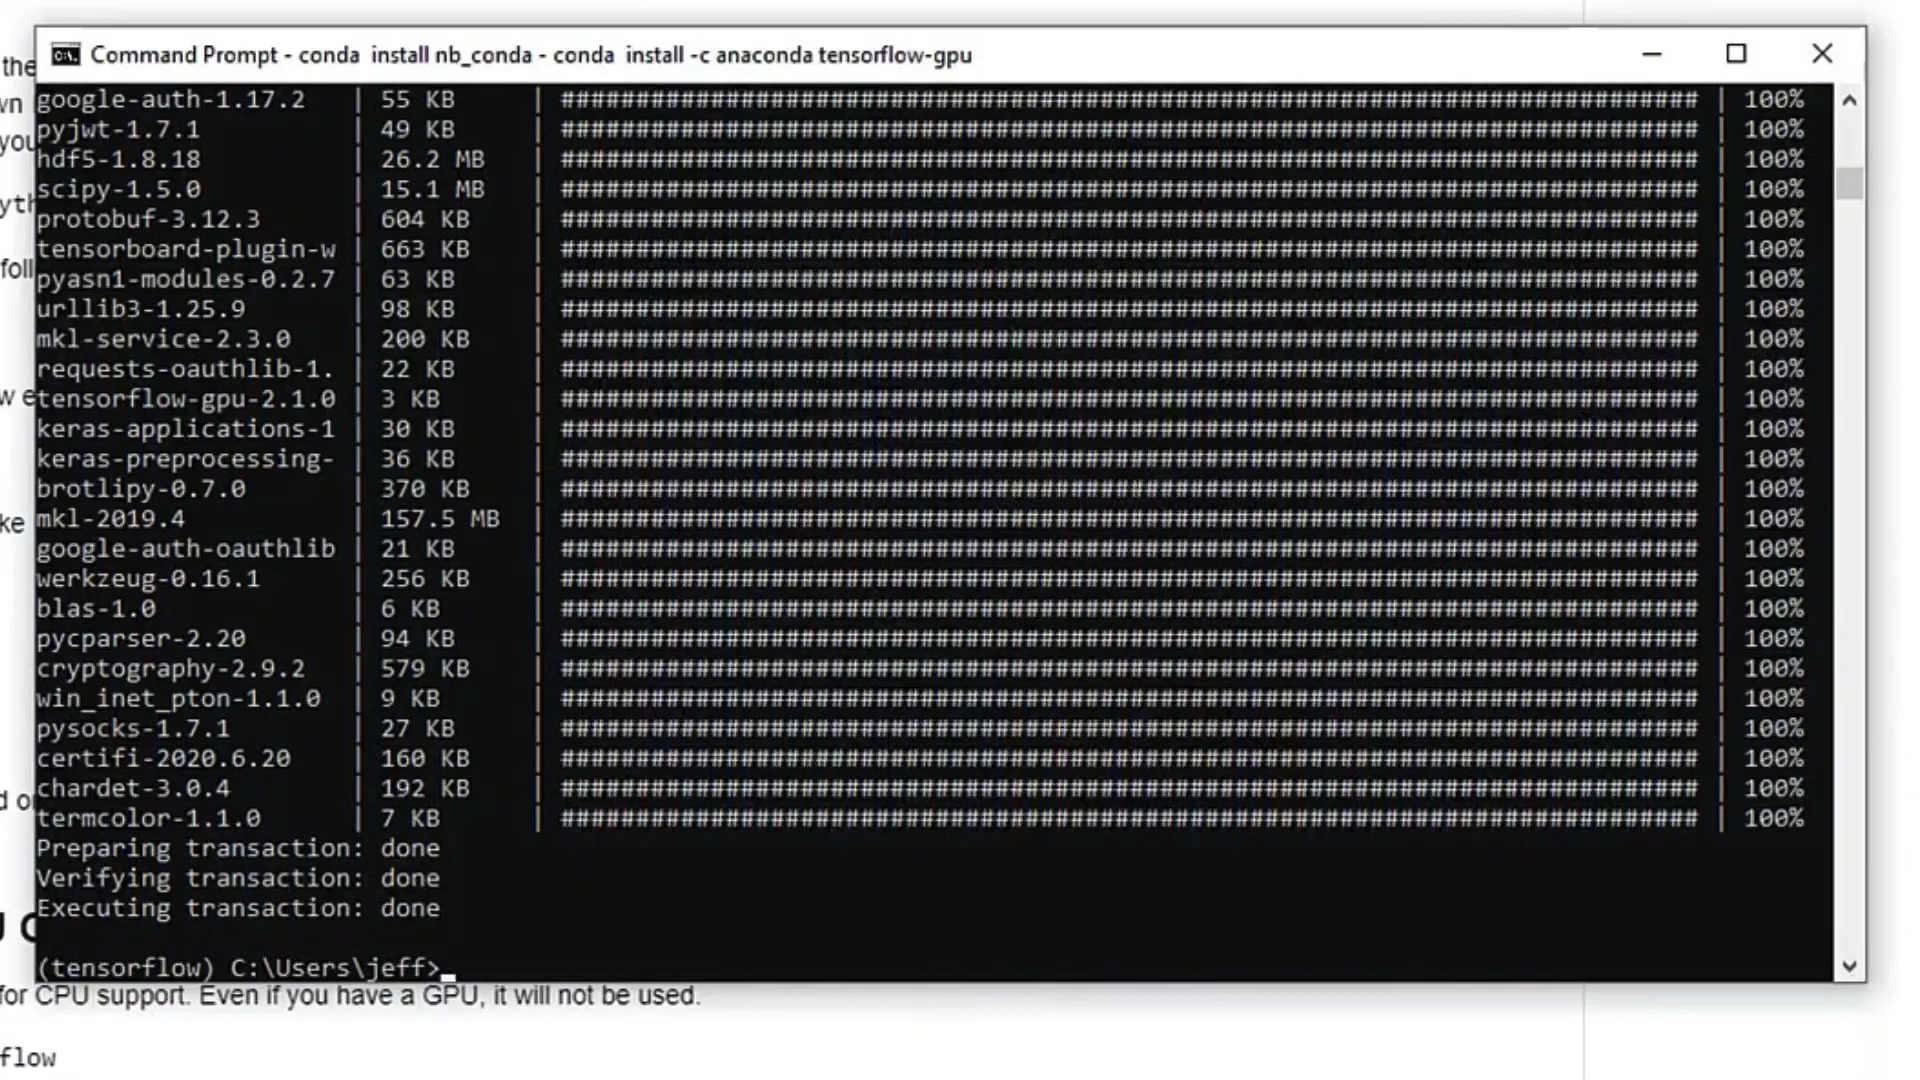 Command Prompt - conda  install nb_conda - conda  install -c anaconda tensorflow-gpu
the
wn
you
google-auth-1.17.2 | 55 KB | ############################################################################ | 100%
pyjwt-1.7.1 | 49 KB | ############################################################################ | 100%
hdf5-1.8.18 | 26.2 MB | ############################################################################ | 100%
scipy-1.5.0 | 15.1 MB | ############################################################################ | 100%
protobuf-3.12.3 | 604 KB | ############################################################################ | 100%
tensorboard-plugin-w | 663 KB | ############################################################################ | 100%
pyasn1-modules-0.2.7 | 63 KB | ############################################################################ | 100%
urllib3-1.25.9 | 98 KB | ############################################################################ | 100%
mkl-service-2.3.0 | 200 KB | ############################################################################ | 100%
requests-oauthlib-1. | 22 KB | ############################################################################ | 100%
tensorflow-gpu-2.1.0 | 3 KB | ############################################################################ | 100%
keras-applications-1 | 30 KB | ############################################################################ | 100%
keras-preprocessing- | 36 KB | ############################################################################ | 100%
brotlipy-0.7.0 | 370 KB | ############################################################################ | 100%
mkl-2019.4 | 157.5 MB | ############################################################################ | 100%
google-auth-oauthlib | 21 KB | ############################################################################ | 100%
werkzeug-0.16.1 | 256 KB | ############################################################################ | 100%
blas-1.0 | 6 KB | ############################################################################ | 100%
pycparser-2.20 | 94 KB | ############################################################################ | 100%
cryptography-2.9.2 | 579 KB | ############################################################################ | 100%
win_inet_pton-1.1.0 | 9 KB | ############################################################################ | 100%
pysocks-1.7.1 | 27 KB | ############################################################################ | 100%
certifi-2020.6.20 | 160 KB | ############################################################################ | 100%
chardet-3.0.4 | 192 KB | ############################################################################ | 100%
termcolor-1.1.0 | 7 KB | ############################################################################ | 100%
Preparing transaction: done
Verifying transaction: done
Executing transaction: done
(tensorflow) C:\Users\jeff>
for CPU support. Even if you have a GPU, it will not be used.
flow